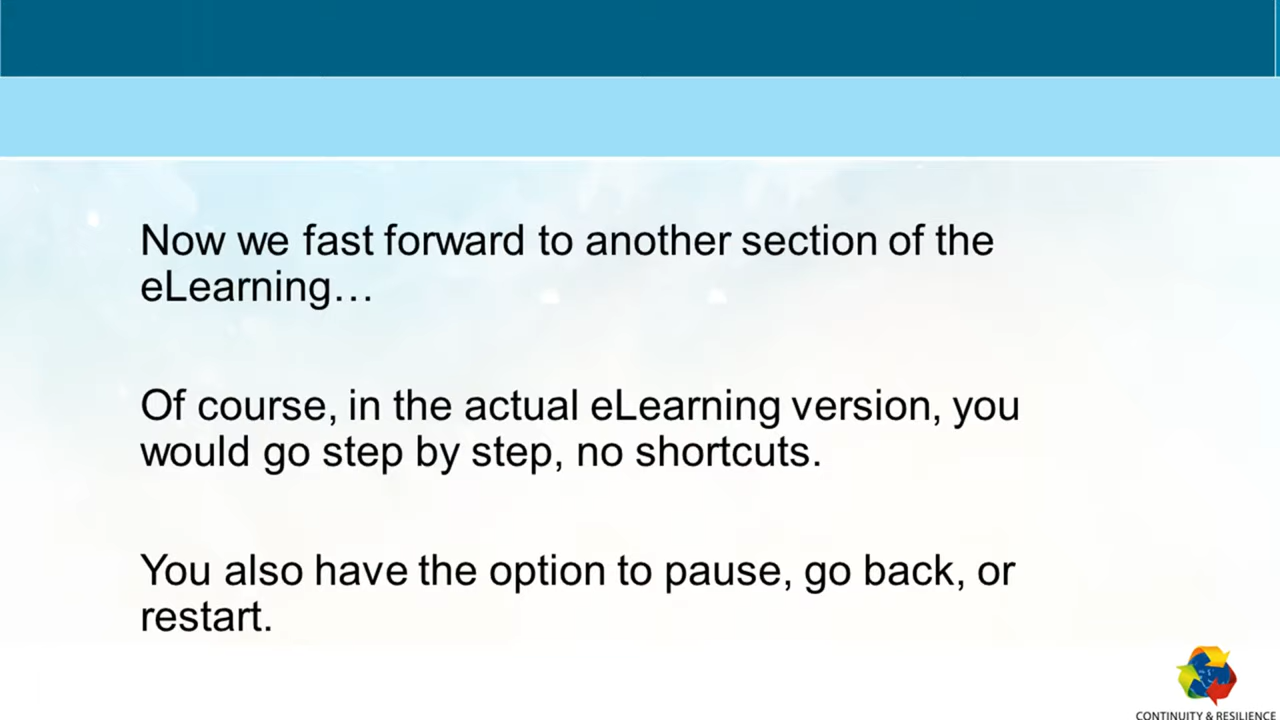 Now we fast forward to another section of the
eLearning…
Of course, in the actual eLearning version, you
would go step by step, no shortcuts.
You also have the option to pause, go back, or
restart.
CONTINUITY & RESILIENCE